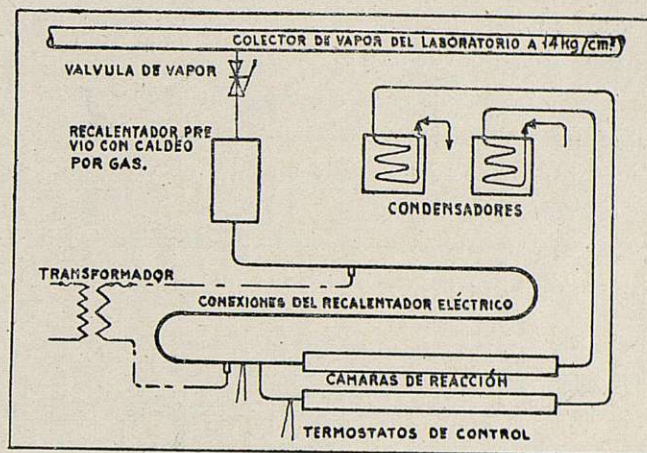 COLECTOR DE VAPOR DEL LABORATORIO A 14 kg/cm²
VALVULA DE VAPOR
RECALENTADOR PRE
VIO CON CALDEO
POR GAS.
CONDENSADORES
TRANSFORMADOR
CONEXIONES DEL RECALENTADOR ELÉCTRICO
CAMARAS DE REACCIÓN
TERMOSTATOS DE CONTROL